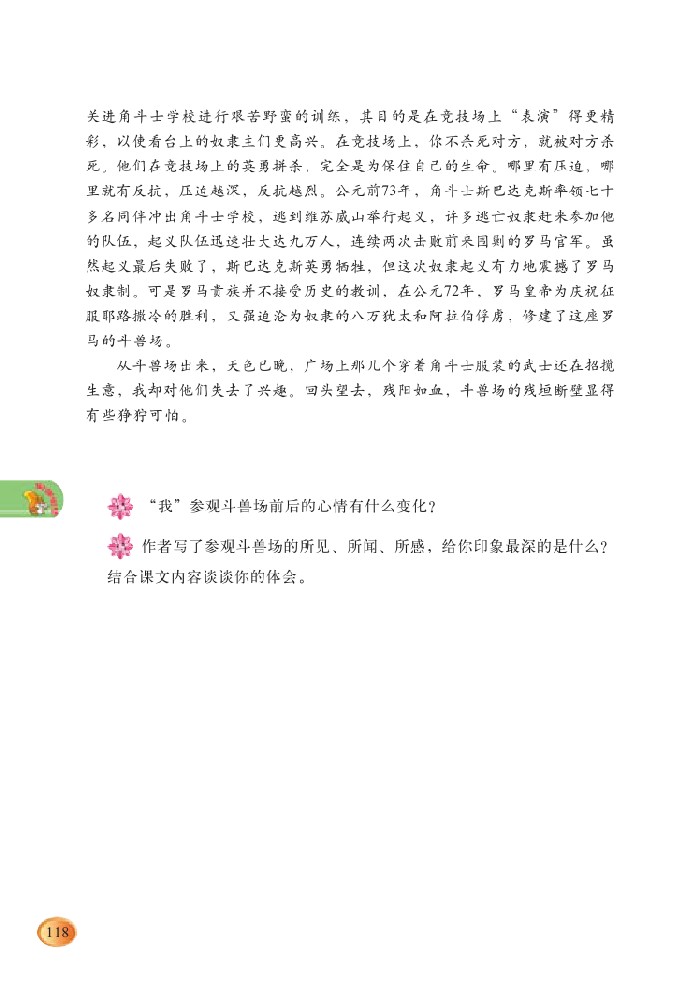 关进角斗士学校进行艰苦野蛮的训练，其目的是在竞技场上“表演”得更精
彩，以使看台上的奴隶主们更高兴。在竞技场上，你不杀死对方，就被对方杀
死。他们在竞技场上的英勇拼杀，完全是为保住自己的生命。哪里有压迫，哪
里就有反抗，压迫越深，反抗越烈。公元前73年，角斗士斯巴达克斯率领七十
多名同伴冲出角斗士学校，逃到维苏威山举行起义，许多逃亡奴隶赶来参加他
的队伍，起义队伍迅速壮大达九万人，连续两次击败前来围剿的罗马官军。虽
然起义最后失败了，斯巴达克斯英勇牺牲，但这次奴隶起义有力地震撼了罗马
奴隶制。可是罗马贵族并不接受历史的教训，在公元72年，罗马皇帝为庆祝征
服耶路撒冷的胜利，又强迫沦为奴隶的八万犹太和阿拉伯俘虏，修建了这座罗
马的斗兽场。
从斗兽场出来，天色已晚，广场上那几个穿着角斗士服装的武士还在招揽
生意，我却对他们失去了兴趣。回头望去，残阳如血，斗兽场的残垣断壁显得
有些狰狞可怕。
“我”参观斗兽场前后的心情有什么变化？
作者写了参观斗兽场的所见、所闻、所感，给你印象最深的是什么？
结合课文内容谈谈你的体会。
118